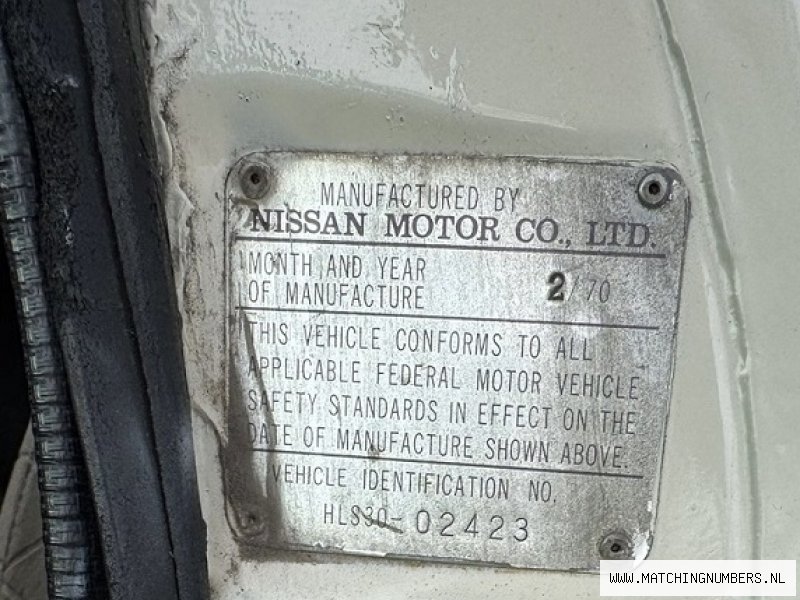 MANUFACTURED BY
NISSAN MOTOR CO., LTD.
MONTH AND YEAR
OF MANUFACTURE 2/70
THIS VEHICLE CONFORMS TO ALL
APPLICABLE FEDERAL MOTOR VEHICLE
SAFETY STANDARDS IN EFFECT ON THE
DATE OF MANUFACTURE SHOWN ABOVE.
VEHICLE IDENTIFICATION NO.
HLS30-02423
WWW.MATCHINGNUMBERS.NL